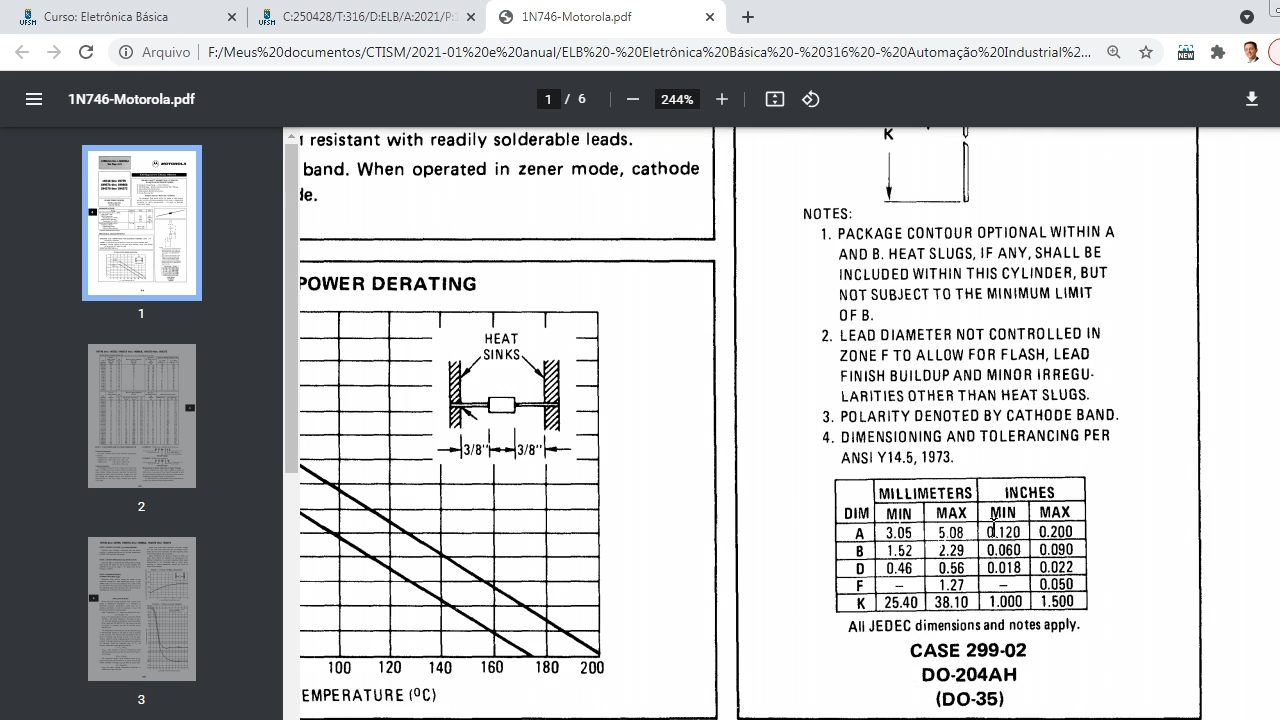 Curso: Eletrônica Básica
C:250428/T:316/D:ELB/A:2021/P:
1N746-Motorola.pdf
Arquivo
F:/Meus%20documentos/CTISM/2021-01%20e%20anual/ELB%20-%20Eletrônica%20Básica%20-%20316%20-%20Automação%20Industrial%2...
NEW
1N746-Motorola.pdf
1 / 6
244%
MOTOROLA
1
2
3
resistant with readily solderable leads.
band. When operated in zener mode, cathode
de.
POWER DERATING
HEAT
SINKS
3/8" 3/8"
100 120 140 160 180 200
EMPERATURE (ºC)
K
NOTES:
1. PACKAGE CONTOUR OPTIONAL WITHIN A
AND B. HEAT SLUGS, IF ANY, SHALL BE
INCLUDED WITHIN THIS CYLINDER, BUT
NOT SUBJECT TO THE MINIMUM LIMIT
OF B.
2. LEAD DIAMETER NOT CONTROLLED IN
ZONE F TO ALLOW FOR FLASH, LEAD
FINISH BUILDUP AND MINOR IRREGU-
LARITIES OTHER THAN HEAT SLUGS.
3. POLARITY DENOTED BY CATHODE BAND.
4. DIMENSIONING AND TOLERANCING PER
ANSI Y14.5, 1973.
MILLIMETERS INCHES
DIM MIN MAX MIN MAX
A 3.05 5.08 0.120 0.200
B 1.52 2.29 0.060 0.090
D 0.46 0.56 0.018 0.022
F – 1.27 – 0.050
K 25.40 38.10 1.000 1.500
All JEDEC dimensions and notes apply.
CASE 299-02
DO-204AH
(DO-35)